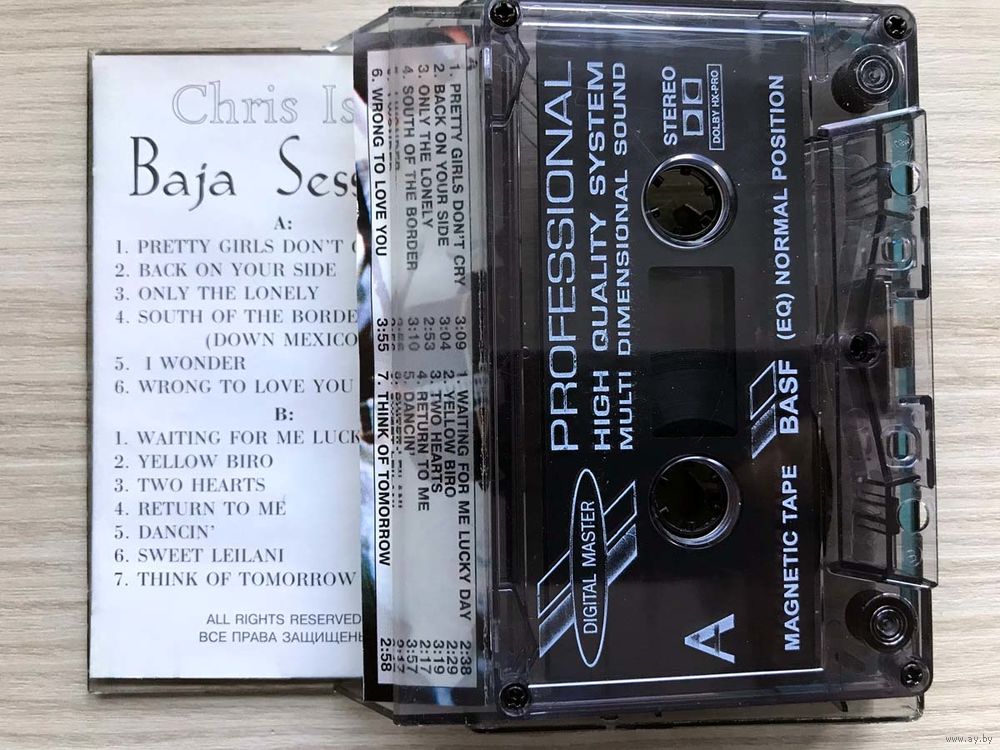 Chris Is
Baja Sess
A:
1. PRETTY GIRLS DON'T C
2. BACK ON YOUR SIDE
3. ONLY THE LONELY
4. SOUTH OF THE BORDE
(DOWN MEXICO
5. I WONDER
6. WRONG TO LOVE YOU
B:
1. WAITING FOR ME LUCK
2. YELLOW BIRO
3. TWO HEARTS
4. RETURN TO ME
5. DANCIN'
6. SWEET LEILANI
7. THINK OF TOMORROW
ALL RIGHTS RESERVED
ВСЕ ПРАВА ЗАЩИЩЕНЫ
1. PRETTY GIRLS DON'T CRY 3:09
2. BACK ON YOUR SIDE 3:04
3. ONLY THE LONELY 2:53
4. SOUTH OF THE BORDER 3:10
6. WRONG TO LOVE YOU 3:55
1. WAITING FOR ME LUCKY DAY 2:38
2. YELLOW BIRO 2:29
3. TWO HEARTS 3:19
4. RETURN TO ME 2:17
5. DANCIN' 3:57
7. THINK OF TOMORROW 2:58
PROFESSIONAL
HIGH QUALITY SYSTEM
MULTI DIMENSIONAL SOUND
STEREO
DOLBY HX-PRO
DIGITAL MASTER
A
MAGNETIC TAPE BASF (EQ) NORMAL POSITION
www.ay.by